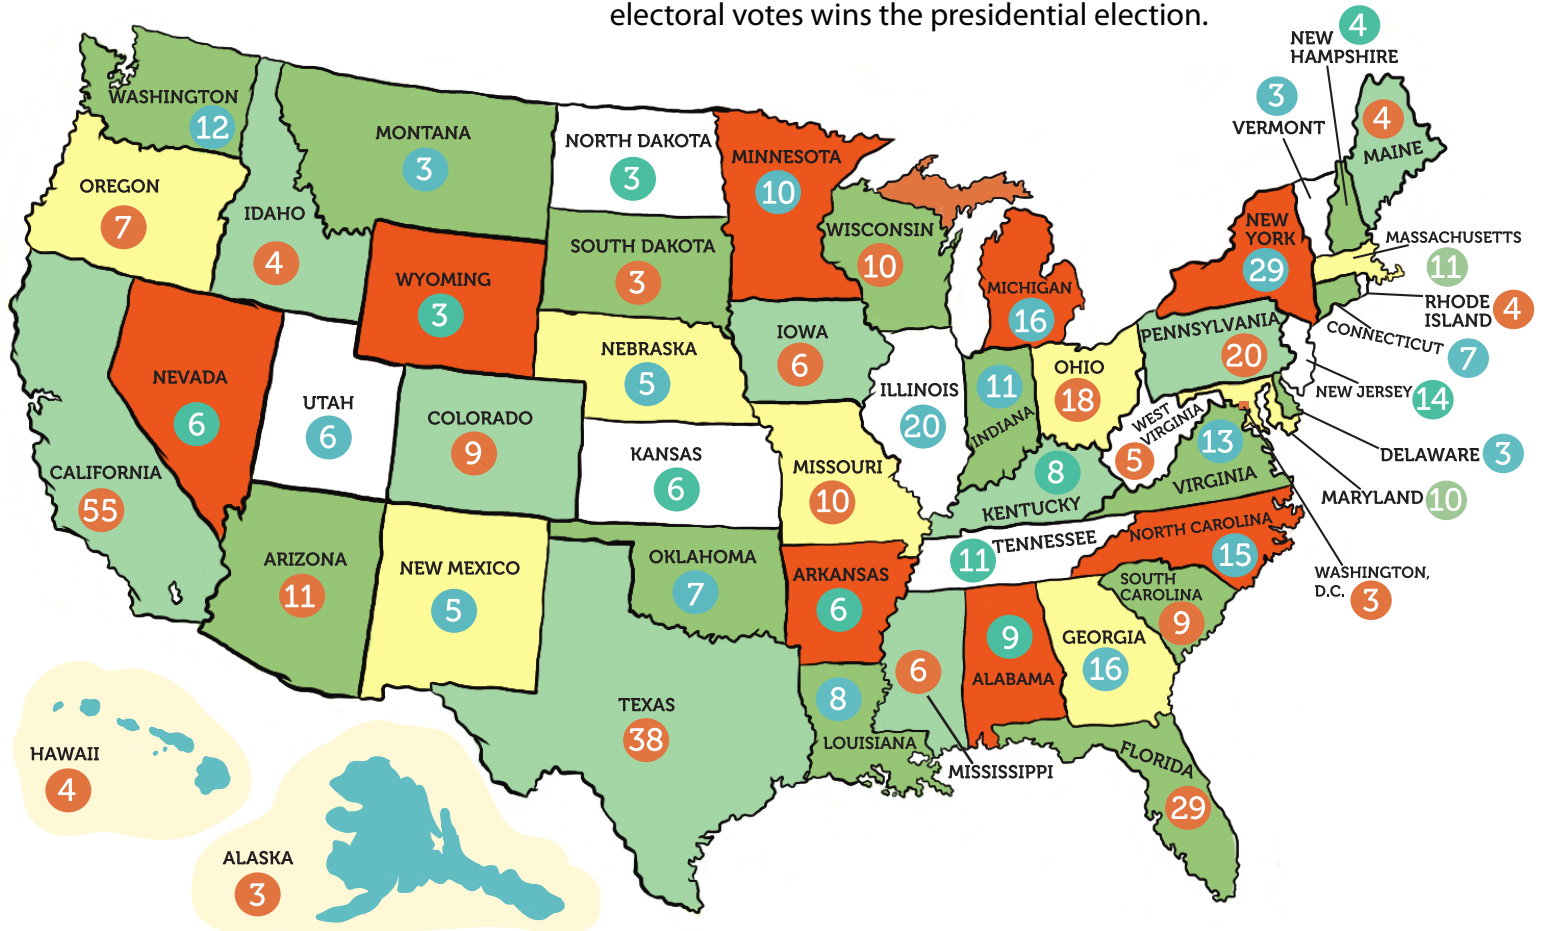 electoral votes wins the presidential election.
NEW
HAMPSHIRE
4
3
VERMONT
4
MAINE
WASHINGTON
12
MONTANA
3
NORTH DAKOTA
3
MINNESOTA
10
OREGON
7
IDAHO
4
WYOMING
3
SOUTH DAKOTA
3
WISCONSIN
10
MICHIGAN
16
NEW
YORK
29
MASSACHUSETTS
11
RHODE
ISLAND
4
CONNECTICUT
7
NEVADA
6
UTAH
6
COLORADO
9
NEBRASKA
5
IOWA
6
ILLINOIS
20
INDIANA
11
OHIO
18
PENNSYLVANIA
20
NEW JERSEY
14
CALIFORNIA
55
KANSAS
6
MISSOURI
10
KENTUCKY
8
WEST
VIRGINIA
5
VIRGINIA
13
DELAWARE
3
MARYLAND
10
WASHINGTON,
D.C.
3
ARIZONA
11
NEW MEXICO
5
OKLAHOMA
7
ARKANSAS
6
TENNESSEE
11
NORTH CAROLINA
15
SOUTH
CAROLINA
9
TEXAS
38
LOUISIANA
8
MISSISSIPPI
6
ALABAMA
9
GEORGIA
16
FLORIDA
29
HAWAII
4
ALASKA
3